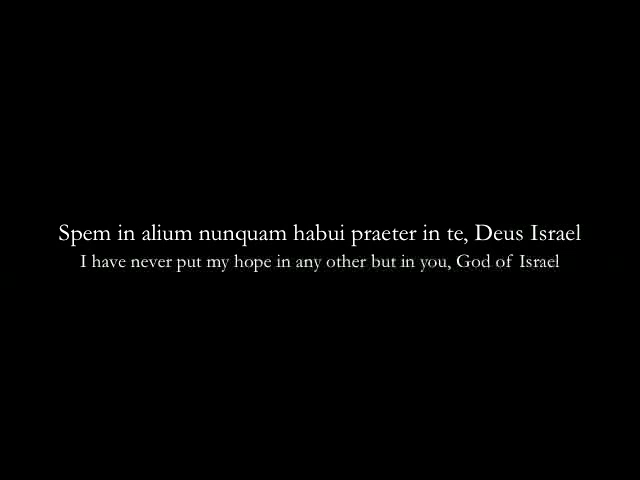 Spem in alium nunquam habui praeter in te, Deus Israel
I have never put my hope in any other but in you, God of Israel